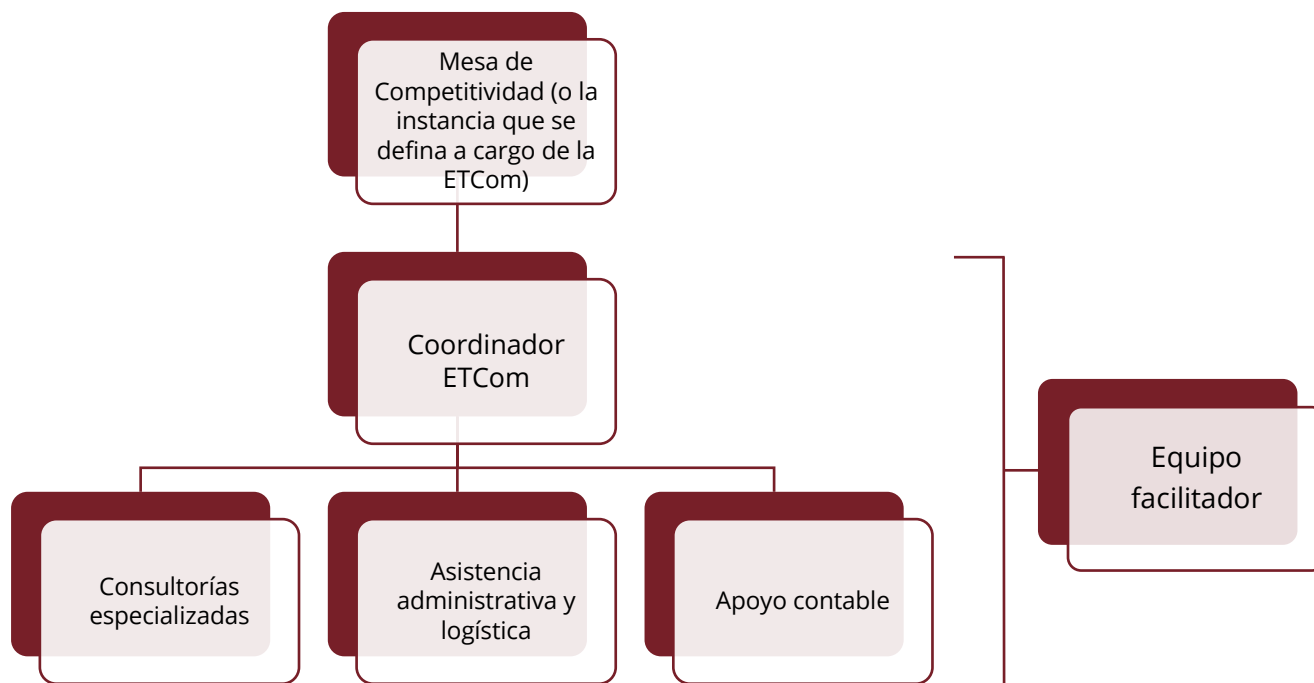 Mesa de
Competitividad (o la
instancia que se
defina a cargo de la
ETCom)
Coordinador
ETCom
Equipo
facilitador
Consultorías
especializadas
Asistencia
administrativa y
logística
Apoyo contable